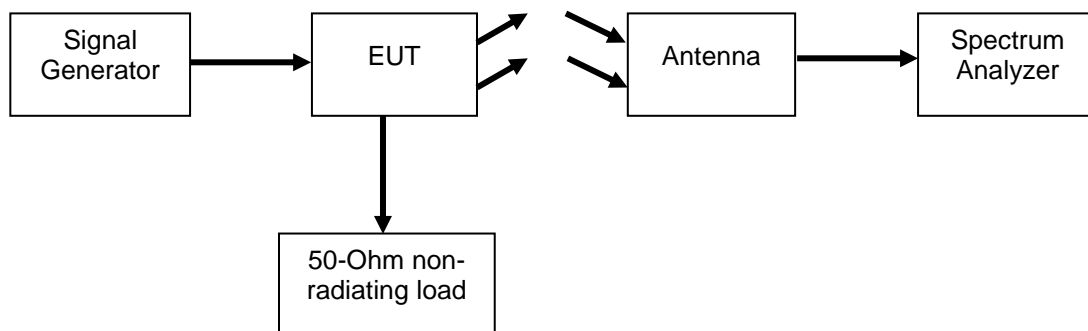 Signal
Generator
EUT
Antenna
Spectrum
Analyzer
50-Ohm non-
radiating load